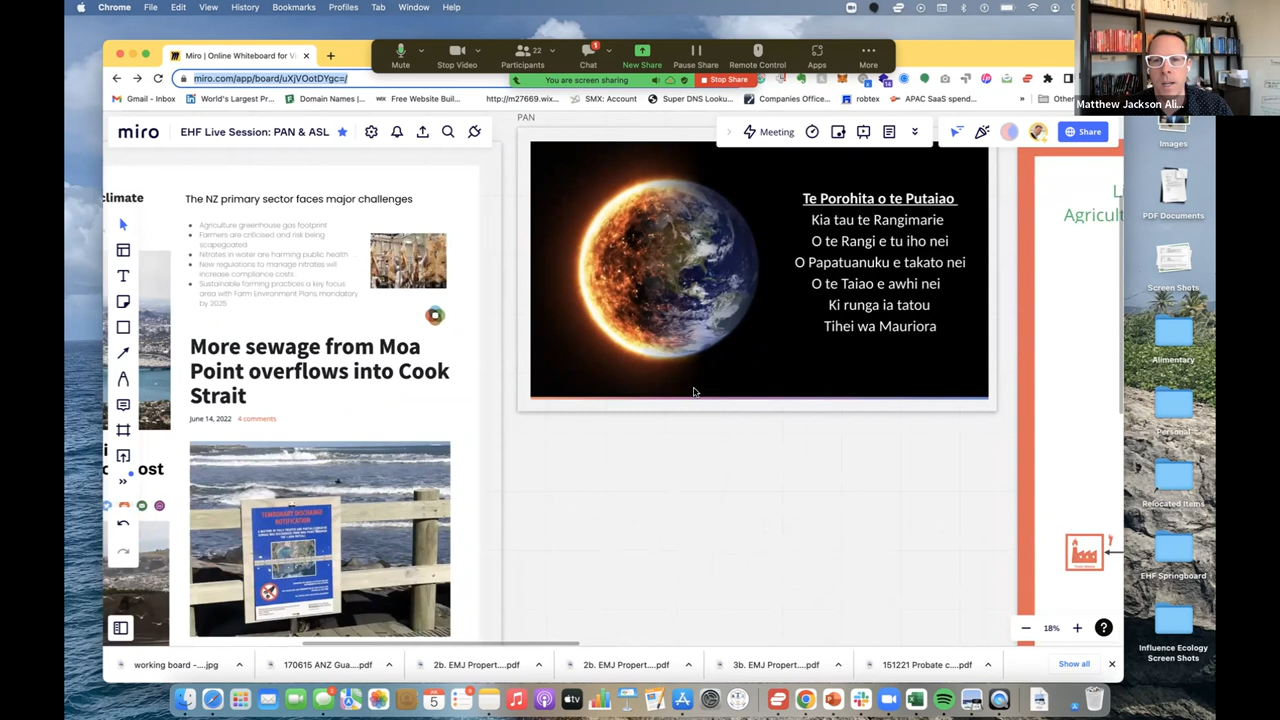 Chrome File Edit View History Bookmarks Profiles Tab Window Help
Miro | Online Whiteboard for Vi
miro.com/app/board/uXjVOotDYgc=/
Mute
Stop Video
22
Participants
1
Chat
New Share
Pause Share
Remote Control
Apps
More
You are screen sharing
Stop Share
Matthew Jackson Ali...
Gmail - Inbox
World's Largest Pr...
Domain Names |...
Free Website Buil...
http://m27669.wix...
SMX: Account
Super DNS Looku...
Companies Office...
robtex
APAC SaaS spend...
»
Other
miro
EHF Live Session: PAN & ASL
Meeting
Share
PAN
climate
The NZ primary sector faces major challenges
Agriculture greenhouse gas footprint
Farmers are criticised and risk being
scapegoated
Nitrates in water are harming public health
New regulations to manage nitrates will
increase compliance costs.
Sustainable farming practices a key focus
area with Farm Environment Plans mandatory
by 2025
More sewage from Moa
Point overflows into Cook
Strait
June 14, 2022 4 comments
TEMPORARY DISCHARGE
NOTIFICATION
ost
Te Porohita o te Putaiao
Kia tau te Rangimarie
O te Rangi e tu iho nei
O Papatuanuku e takato nei
O te Taiao e awhi nei
Ki runga ia tatou
Tihei wa Mauriora
Li
Agricult
18%
Images
PDF Documents
Screen Shots
Alimentary
Personal
Relocated Items
EHF Springboard
Influence Ecology
Screen Shots
working board -....jpg
170615 ANZ Gua....pdf
2b. EMJ Propert....pdf
2b. EMJ Propert....pdf
3b. EMJ Propert....pdf
151221 Probate c....pdf
Show all
5